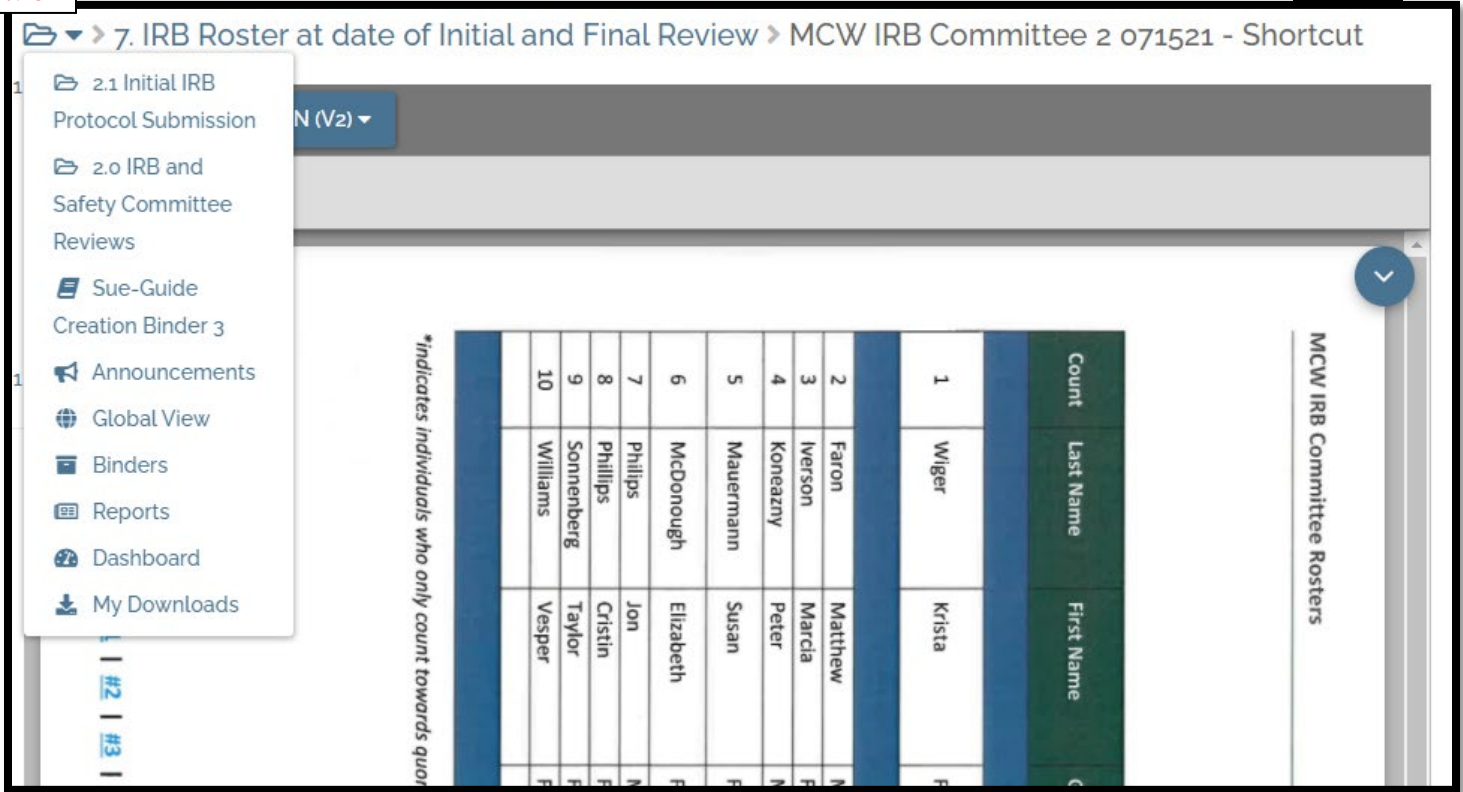 > 7. IRB Roster at date of Initial and Final Review > MCW IRB Committee 2 071521 - Shortcut
2.1 Initial IRB
Protocol Submission
2.0 IRB and
Safety Committee
Reviews
Sue-Guide
Creation Binder 3
Announcements
Global View
Binders
Reports
Dashboard
My Downloads
N (V2)
MCW IRB Committee Rosters
Count Last Name First Name
1 Wiger Krista F
2 Faron Matthew M
3 Iverson Marcia F
4 Koneazny Peter M
5 Mauermann Susan F
6 McDonough Elizabeth F
7 Philips Jon M
8 Phillips Cristin F
9 Sonnenberg Taylor F
10 Williams Vesper F
*indicates individuals who only count towards quor
| #2 | #3 |